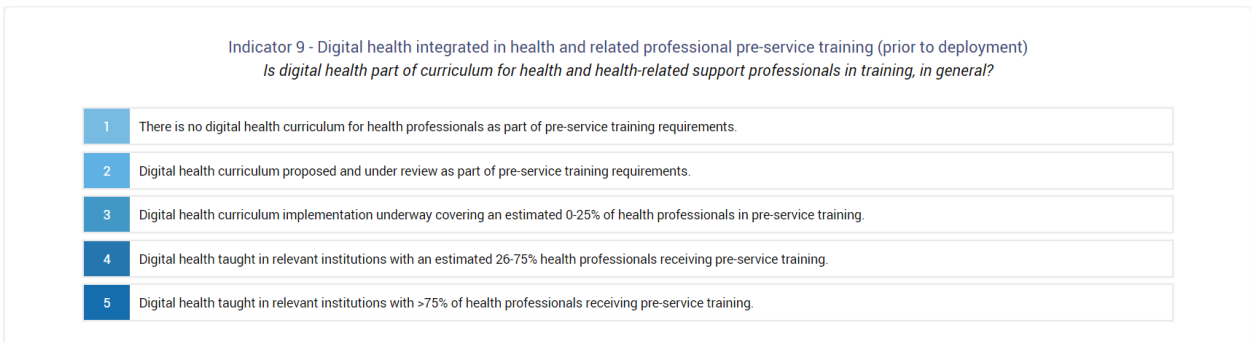 Indicator 9 - Digital health integrated in health and related professional pre-service training (prior to deployment)
Is digital health part of curriculum for health and health-related support professionals in training, in general?
1 There is no digital health curriculum for health professionals as part of pre-service training requirements.
2 Digital health curriculum proposed and under review as part of pre-service training requirements.
3 Digital health curriculum implementation underway covering an estimated 0-25% of health professionals in pre-service training.
4 Digital health taught in relevant institutions with an estimated 26-75% health professionals receiving pre-service training.
5 Digital health taught in relevant institutions with >75% of health professionals receiving pre-service training.